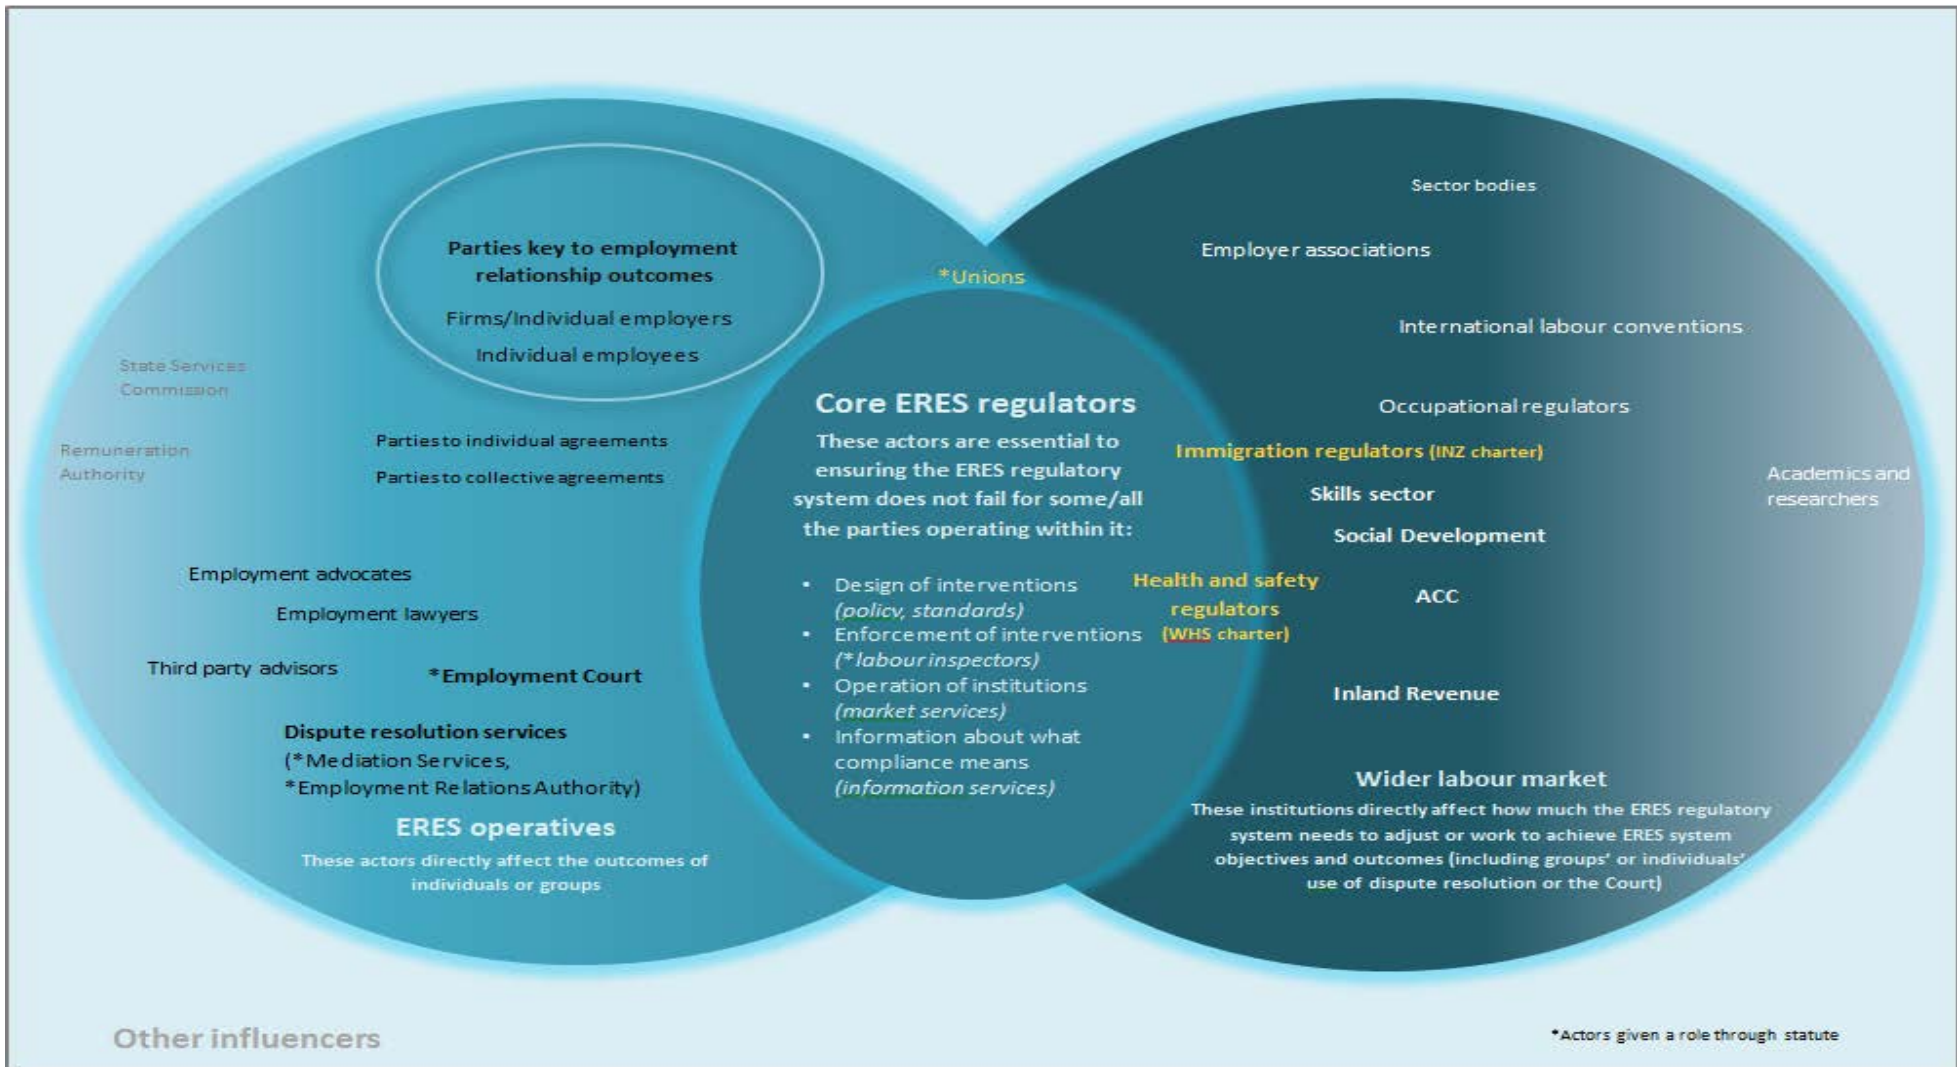 Parties key to employment
relationship outcomes
Firms/Individual employers
Individual employees
State Services
Commission
Remuneration
Authority
Parties to individual agreements
Parties to collective agreements
Employment advocates
Employment lawyers
Third party advisors
*Employment Court
Dispute resolution services
(*Mediation Services,
*Employment Relations Authority)
ERES operatives
These actors directly affect the outcomes of
individuals or groups
*Unions
Core ERES regulators
These actors are essential to
ensuring the ERES regulatory
system does not fail for some/all
the parties operating within it:
• Design of interventions
(policy, standards)
• Enforcement of interventions
(*labour inspectors)
• Operation of institutions
(market services)
• Information about what
compliance means
(information services)
Sector bodies
Employer associations
International labour conventions
Occupational regulators
Immigration regulators (INZ charter)
Skills sector
Social Development
Academics and
researchers
Health and safety
regulators
(WHS charter)
ACC
Inland Revenue
Wider labour market
These institutions directly affect how much the ERES regulatory
system needs to adjust or work to achieve ERES system
objectives and outcomes (including groups' or individuals'
use of dispute resolution or the Court)
Other influencers
*Actors given a role through statute